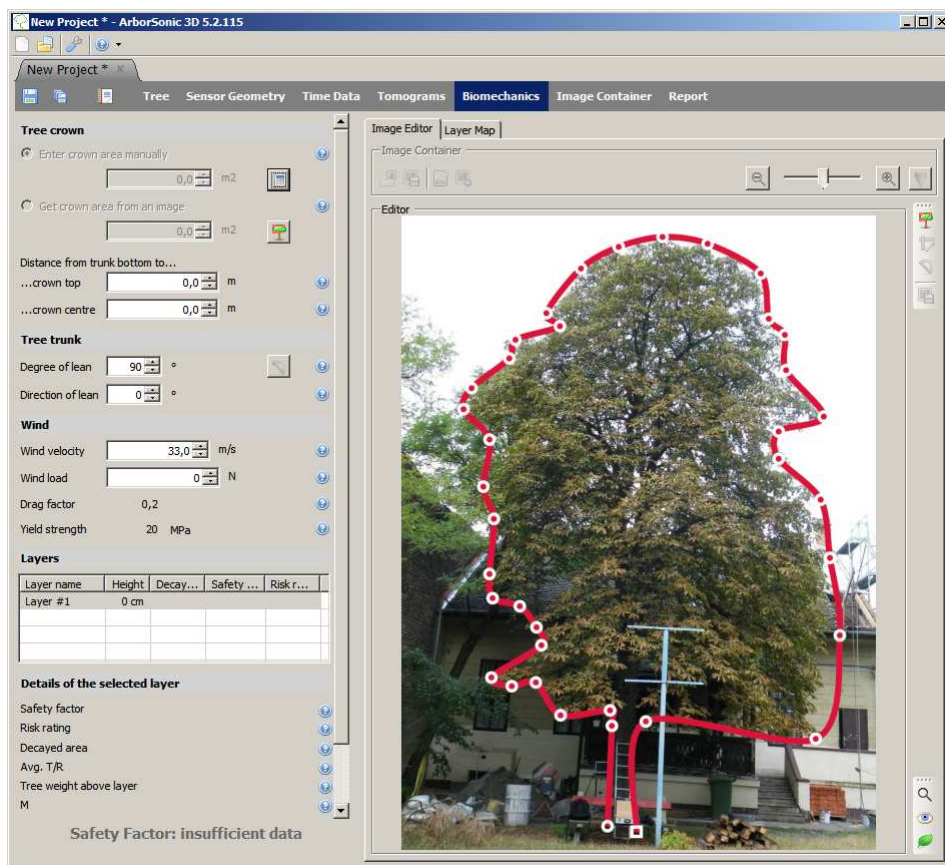 New Project * - ArborSonic 3D 5.2.115
New Project *
Tree Sensor Geometry Time Data Tomograms Biomechanics Image Container Report
Tree crown
Enter crown area manually
0,0 m2
Get crown area from an image
0,0 m2
Distance from trunk bottom to...
...crown top 0,0 m
...crown centre 0,0 m
Tree trunk
Degree of lean 90 °
Direction of lean 0 °
Wind
Wind velocity 33,0 m/s
Wind load 0 N
Drag factor 0,2
Yield strength 20 MPa
Layers
Layer name Height Decay... Safety ... Risk r...
Layer #1 0 cm
Details of the selected layer
Safety factor
Risk rating
Decayed area
Avg. T/R
Tree weight above layer
M
Safety Factor: insufficient data
Image Editor Layer Map
Image Container
Editor